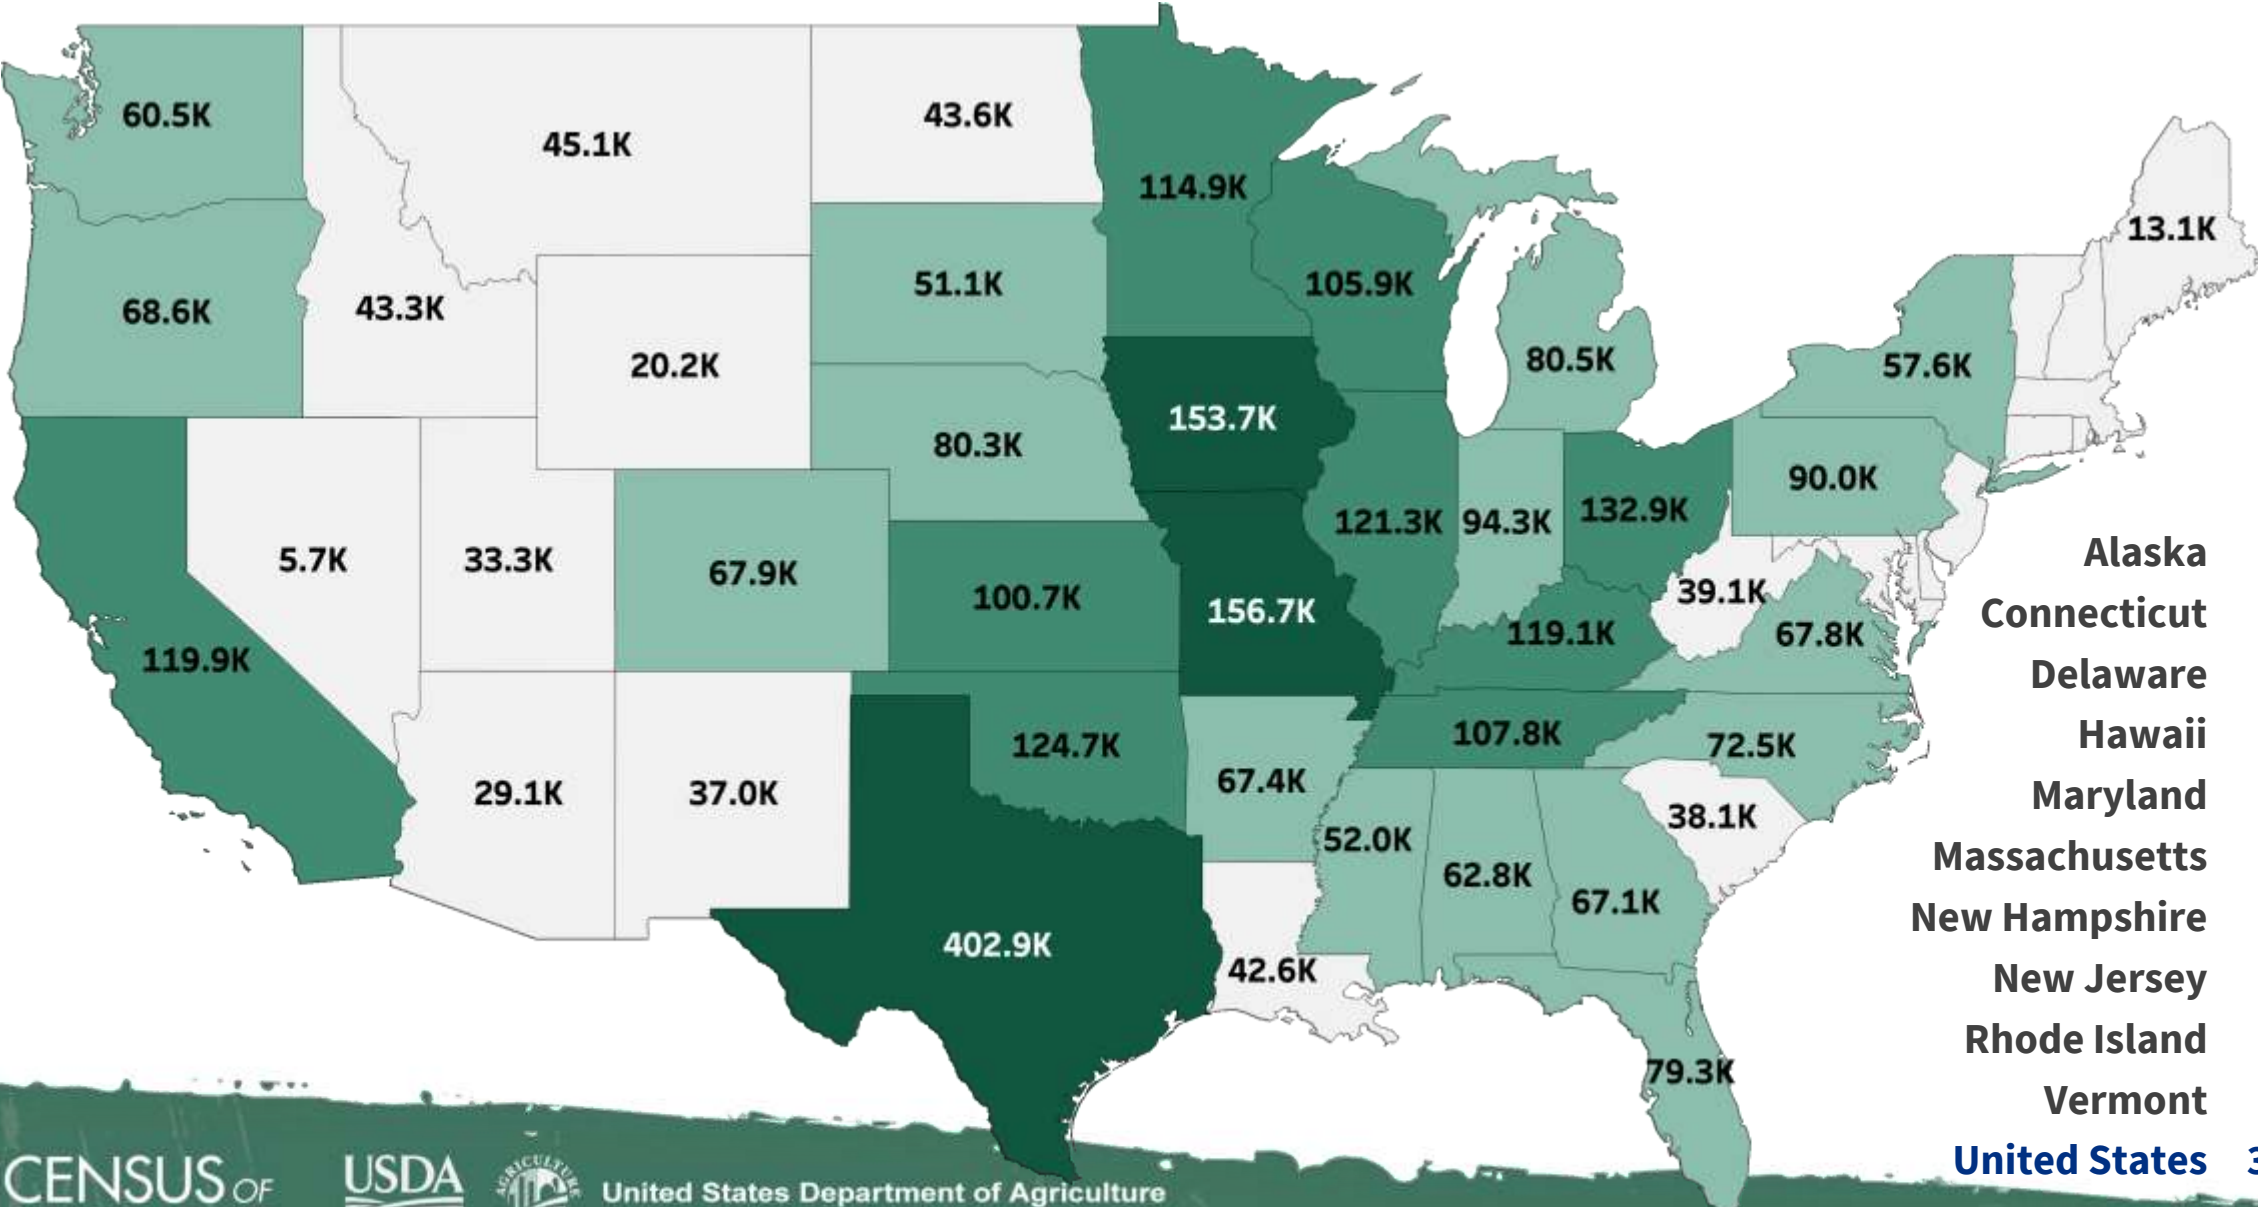 60.5K
45.1K
43.6K
114.9K
13.1K
68.6K
43.3K
51.1K
105.9K
20.2K
80.5K
57.6K
153.7K
80.3K
90.0K
121.3K
94.3K
132.9K
5.7K
33.3K
67.9K
100.7K
156.7K
39.1K
119.1K
67.8K
119.9K
124.7K
107.8K
72.5K
29.1K
37.0K
67.4K
38.1K
52.0K
62.8K
67.1K
402.9K
42.6K
79.3K
Alaska
Connecticut
Delaware
Hawaii
Maryland
Massachusetts
New Hampshire
New Jersey
Rhode Island
Vermont
United States 3
CENSUS OF
USDA
AGRICULTURE
United States Department of Agriculture